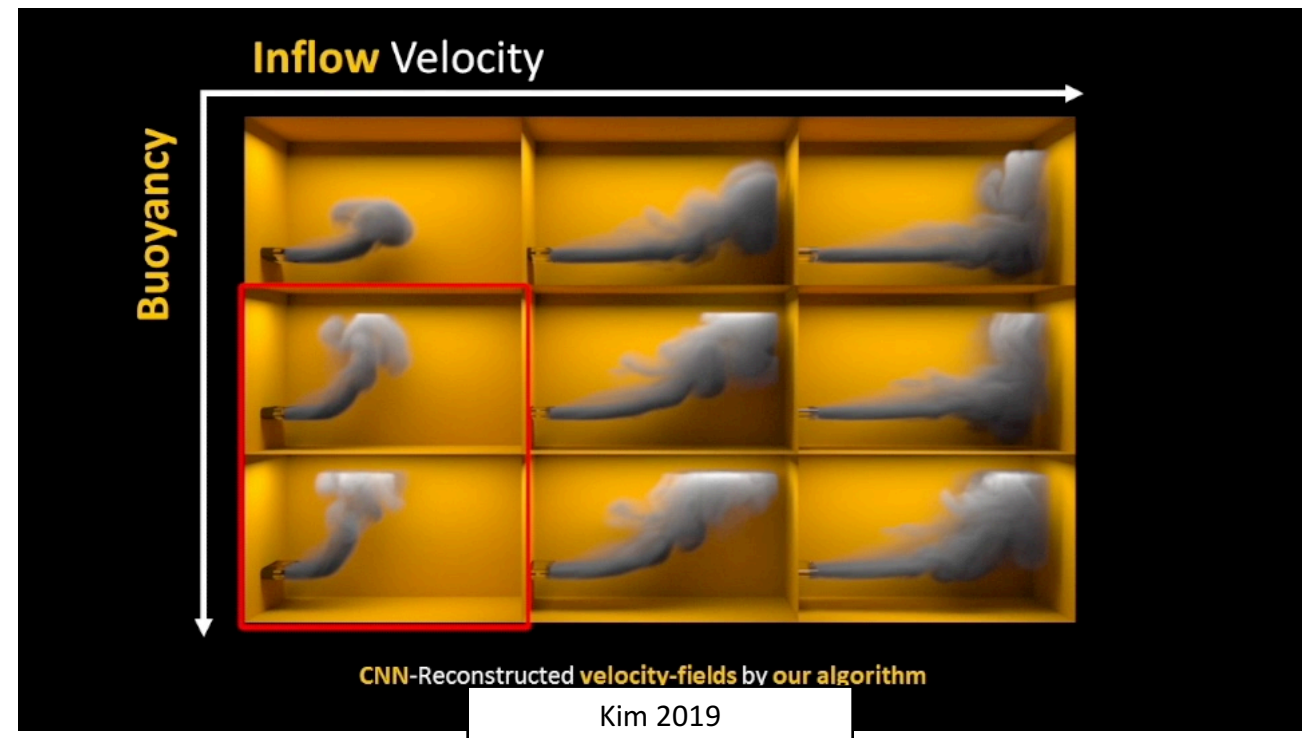 Inflow Velocity
Buoyancy
CNN-Reconstructed velocity-fields by our algorithm
Kim 2019